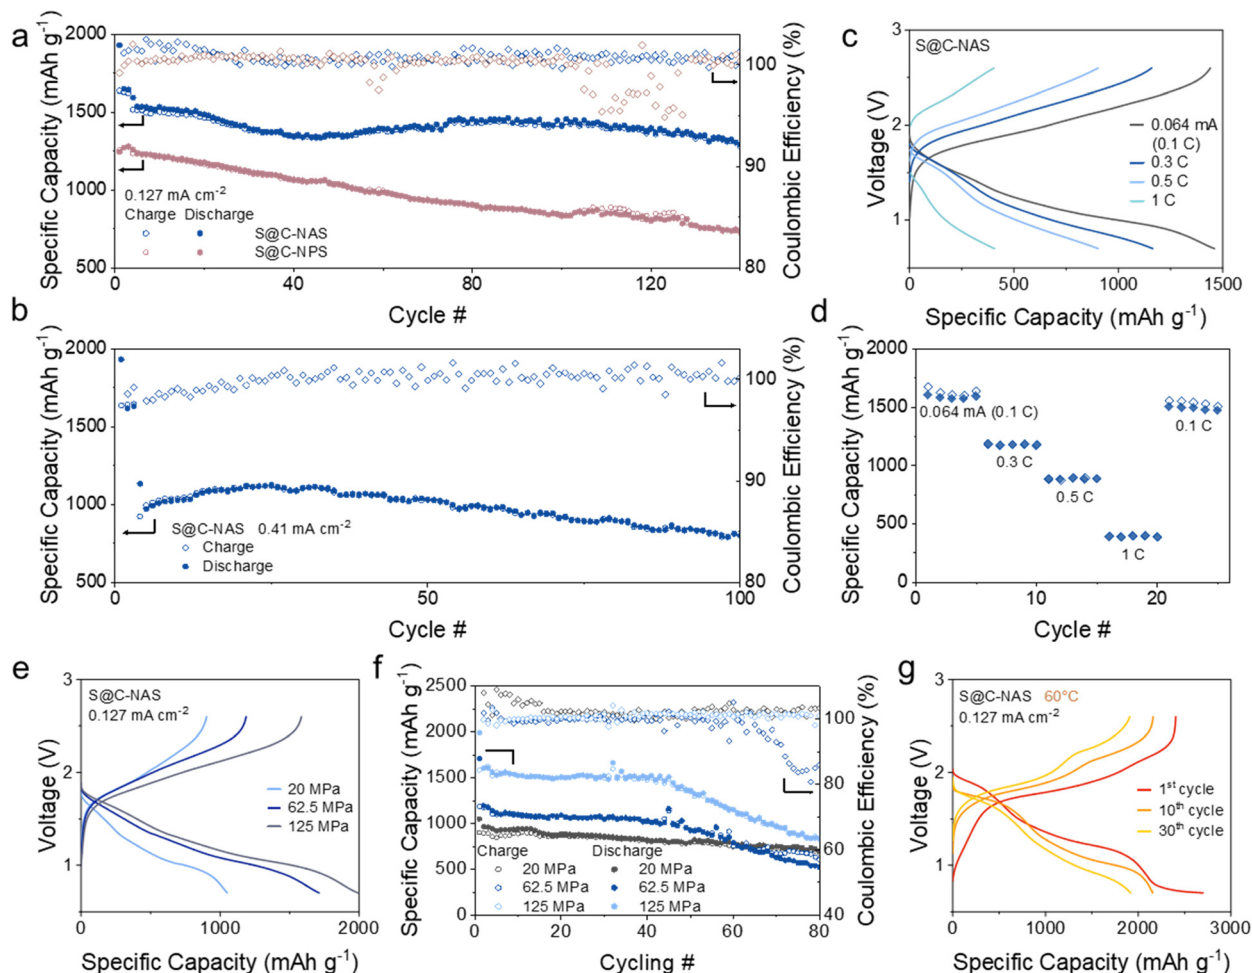 a
2000
1500
1000
500
Specific Capacity (mAh g-1)
100
90
80
Coulombic Efficiency (%)
0.127 mA cm-2
Charge Discharge
S@C-NAS
S@C-NPS
0 40 80 120
Cycle #
b
2000
1500
1000
500
Specific Capacity (mAh g-1)
100
90
80
Coulombic Efficiency (%)
S@C-NAS 0.41 mA cm-2
Charge
Discharge
0 50 100
Cycle #
c
3
2
1
Voltage (V)
S@C-NAS
0.064 mA
(0.1 C)
0.3 C
0.5 C
1 C
0 500 1000 1500
Specific Capacity (mAh g-1)
d
2000
1500
1000
500
0
Specific Capacity (mAh g-1)
0.064 mA (0.1 C)
0.3 C
0.5 C
1 C
0.1 C
0 10 20
Cycle #
e
3
2
1
Voltage (V)
S@C-NAS
0.127 mA cm-2
20 MPa
62.5 MPa
125 MPa
0 1000 2000
Specific Capacity (mAh g-1)
f
2500
2000
1500
1000
500
0
Specific Capacity (mAh g-1)
100
80
60
40
Coulombic Efficiency (%)
Charge Discharge
20 MPa 20 MPa
62.5 MPa 62.5 MPa
125 MPa 125 MPa
0 20 40 60 80
Cycling #
g
3
2
1
Voltage (V)
S@C-NAS 60°C
0.127 mA cm-2
1st cycle
10th cycle
30th cycle
0 1000 2000 3000
Specific Capacity (mAh g-1)